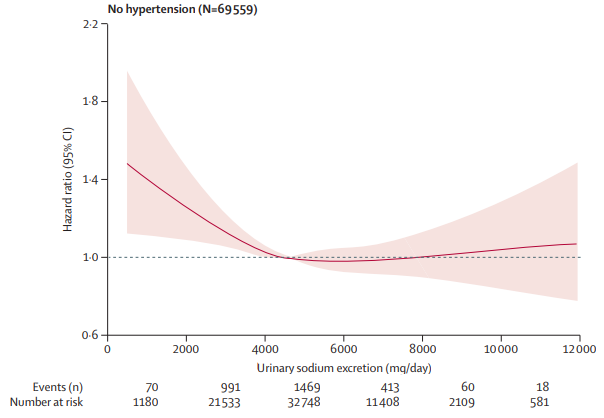 No hypertension (N=69559)
2·2
1·8
1·4
1·0
0·6
Hazard ratio (95% CI)
0 2000 4000 6000 8000 10000 12000
Urinary sodium excretion (mg/day)
Events (n) 70 991 1469 413 60 18
Number at risk 1180 21533 32748 11408 2109 581